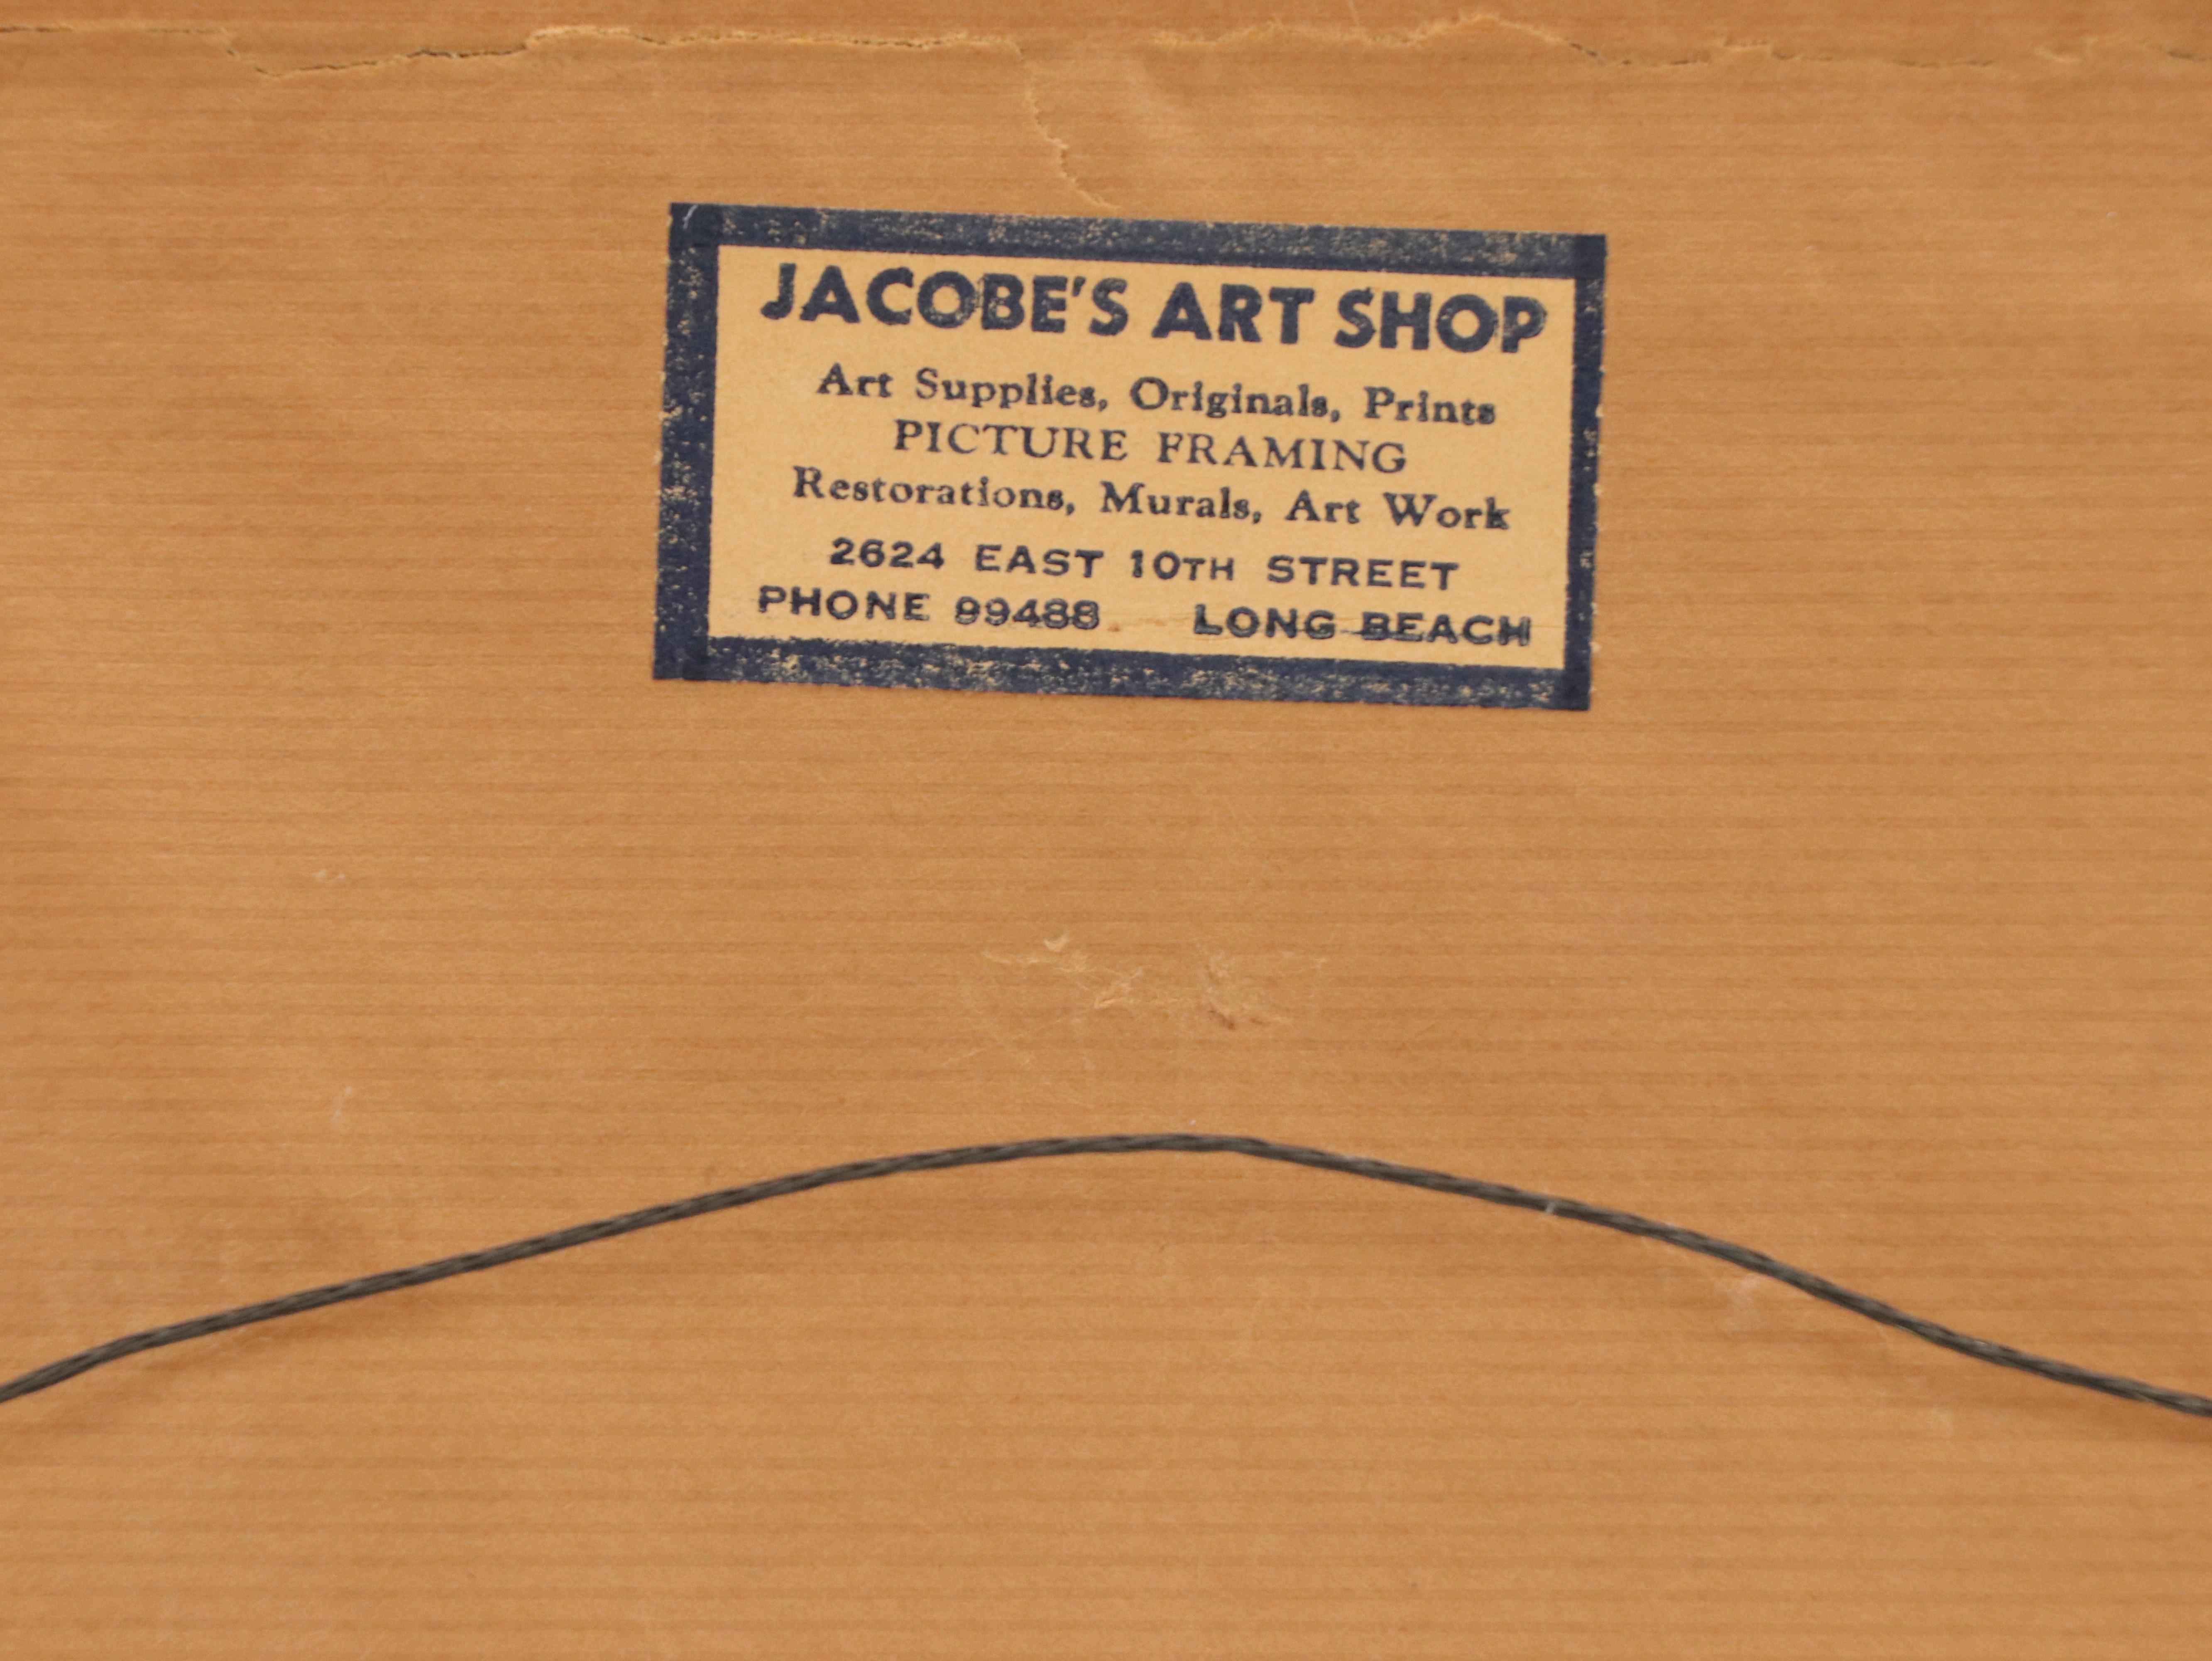 JACOBE'S ART SHOP
Art Supplies, Originals, Prints
PICTURE FRAMING
Restorations, Murals, Art Work
2624 EAST 10TH STREET
PHONE 99488 LONG BEACH